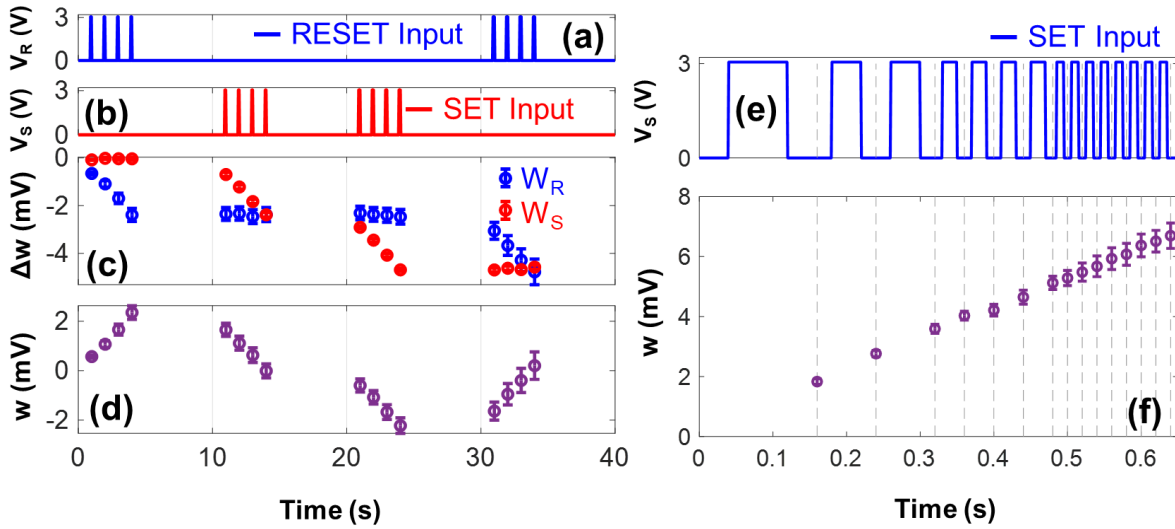 V_R (V)
3
0
RESET Input
(a)
V_S (V)
3
0
(b)
SET Input
Δw (mV)
0
-2
-4
W_R
W_S
(c)
w (mV)
2
0
-2
(d)
0
10
20
30
40
Time (s)
SET Input
V_S (V)
3
0
(e)
w (mV)
8
6
4
2
0
(f)
0
0.1
0.2
0.3
0.4
0.5
0.6
Time (s)